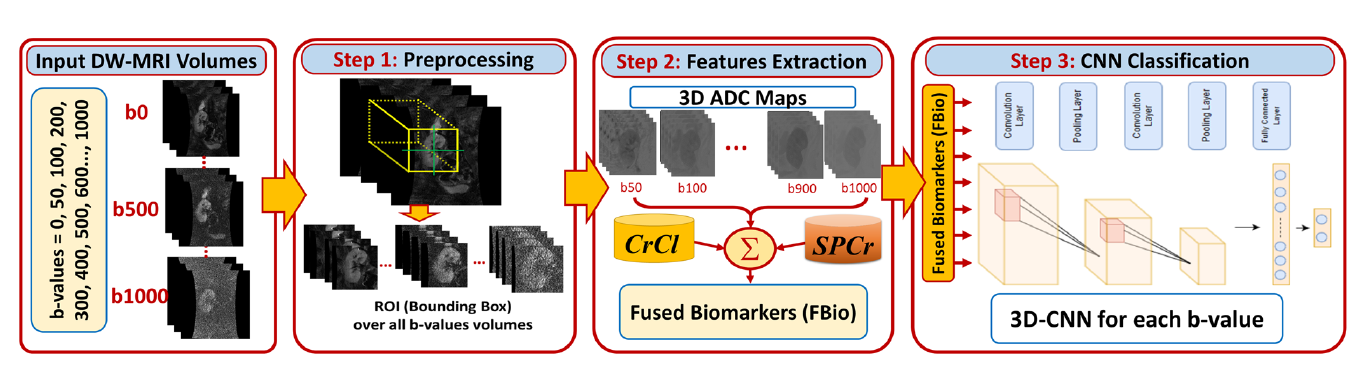 Input DW-MRI Volumes
b-values = 0, 50, 100, 200,
300, 400, 500, 600..., 1000
b0
b500
b1000
Step 1: Preprocessing
ROI (Bounding Box)
over all b-values volumes
Step 2: Features Extraction
3D ADC Maps
b50
b100
b900
b1000
CrCl
Σ
SPCr
Fused Biomarkers (FBio)
Step 3: CNN Classification
Fused Biomarkers (FBio)
Convolution
Layer
Pooling Layer
Convolution
Layer
Pooling Layer
Fully Connected Layer
3D-CNN for each b-value